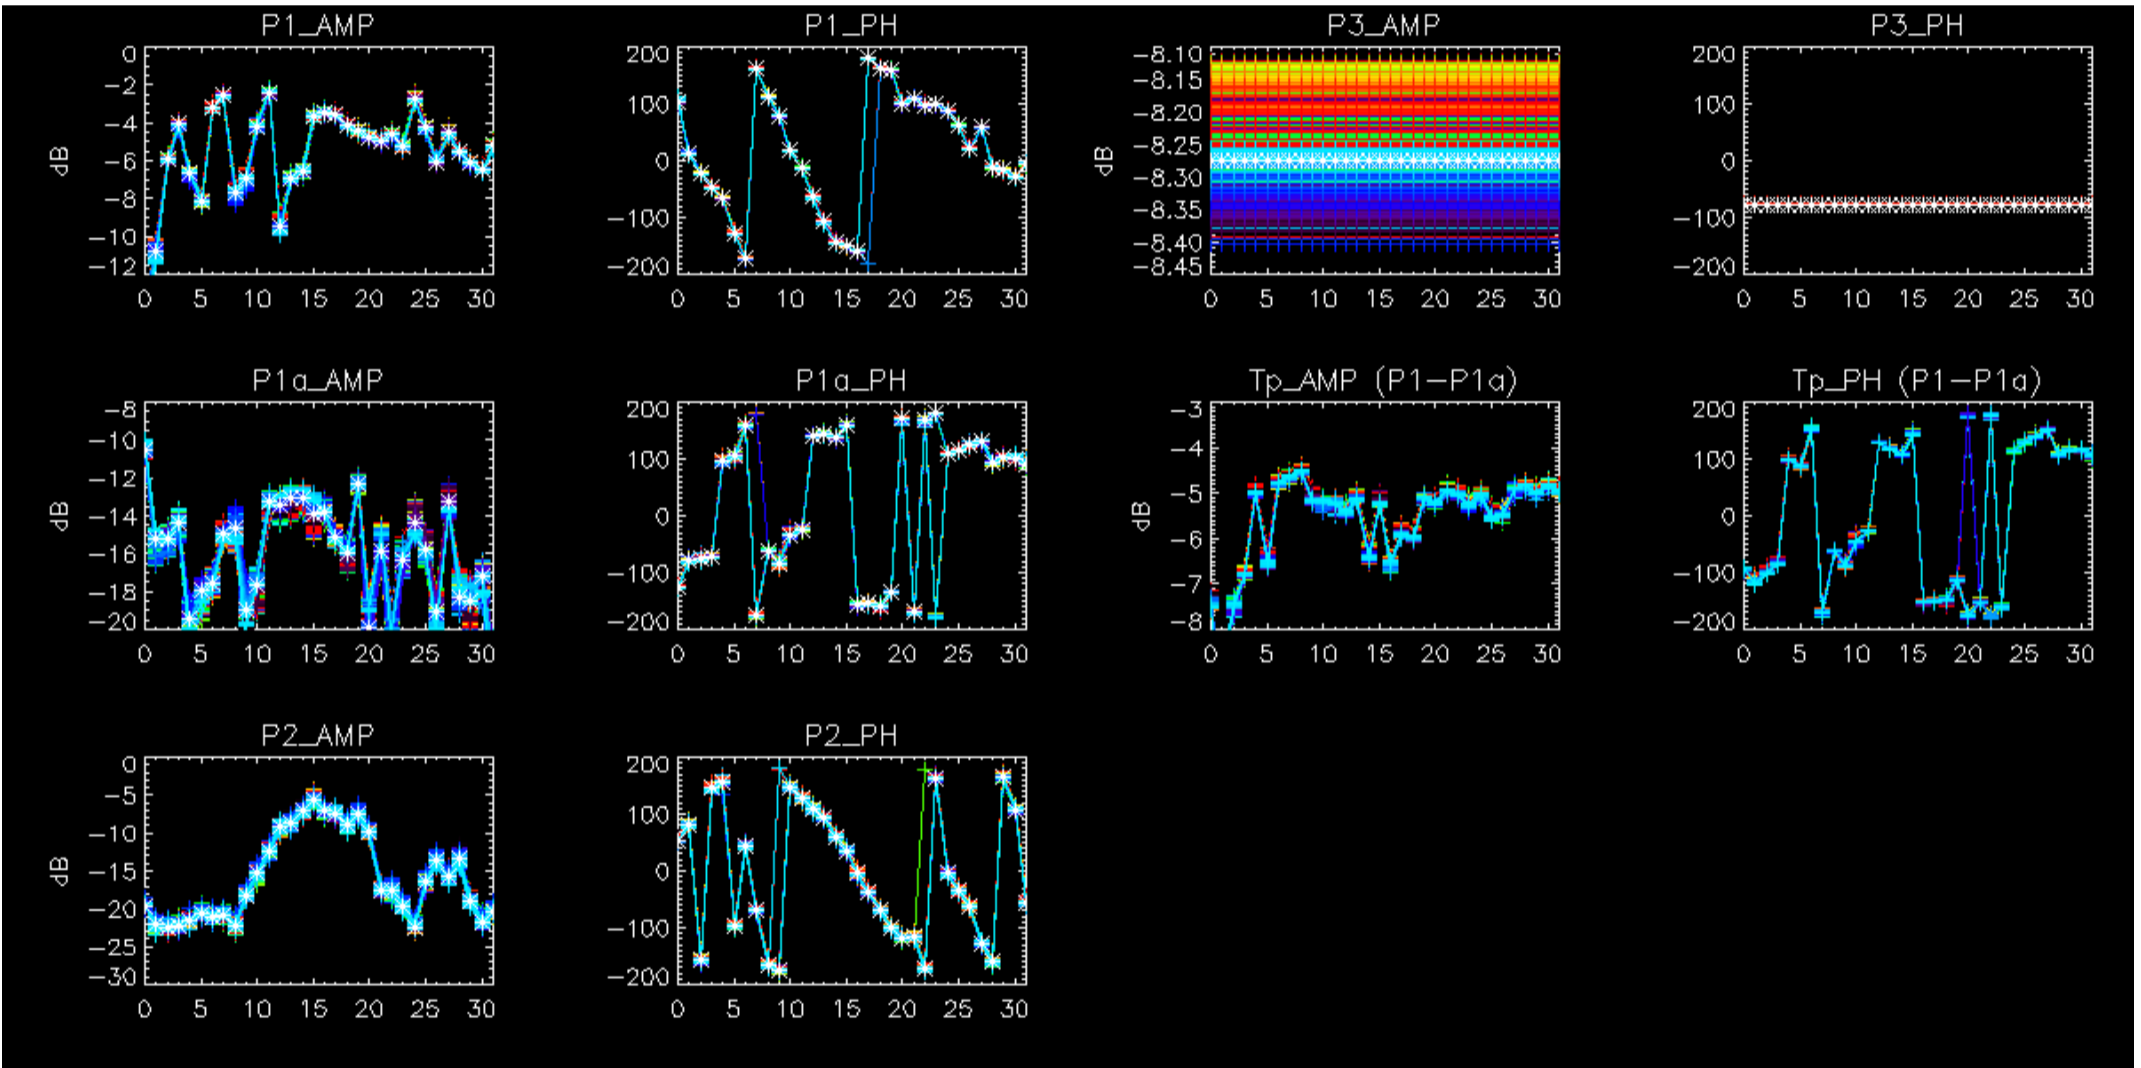 P1_AMP P1_PH P3_AMP P3_PH
0 200 -8.10 200
-2 -8.15
-4 100 -8.20 100
dB -6 0 dB -8.25 0
-8 -8.30
-10 -100 -8.35 -100
-12 -200 -8.40 -200
-8.45
0 5 10 15 20 25 30 0 5 10 15 20 25 30 0 5 10 15 20 25 30 0 5 10 15 20 25 30
P1a_AMP P1a_PH Tp_AMP (P1-P1a) Tp_PH (P1-P1a)
-8 200 -3 200
-10 100 -4 100
-12
dB -14 0 dB -5 0
-16 -6
-18 -100 -7 -100
-20 -200 -8 -200
0 5 10 15 20 25 30 0 5 10 15 20 25 30 0 5 10 15 20 25 30 0 5 10 15 20 25 30
P2_AMP P2_PH
0 200
-5 100
-10
dB -15 0
-20 -100
-25
-30 -200
0 5 10 15 20 25 30 0 5 10 15 20 25 30